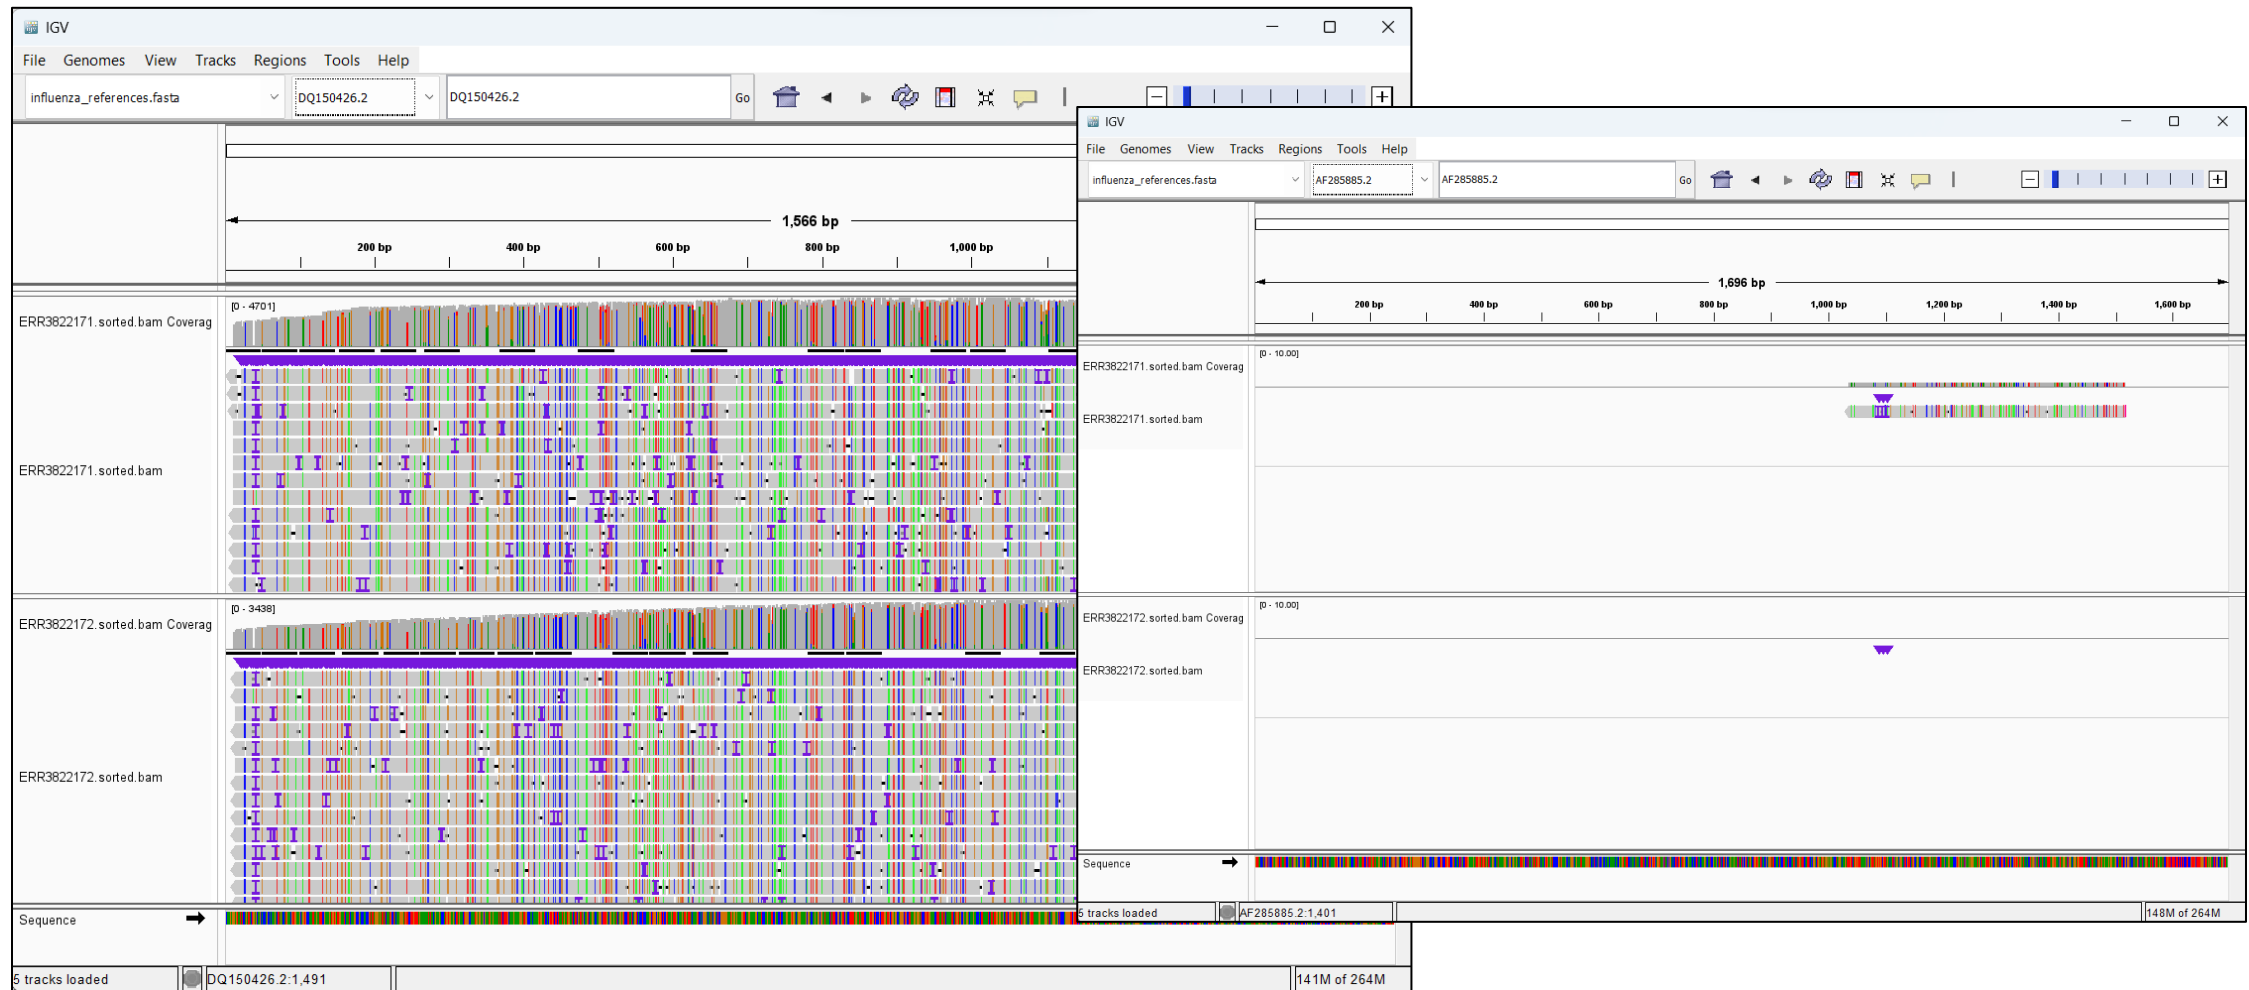 IGV
File Genomes View Tracks Regions Tools Help
influenza_references.fasta DQ150426.2 DQ150426.2 Go
1,566 bp
200 bp 400 bp 600 bp 800 bp 1,000 bp
[0 - 4701]
ERR3822171.sorted.bam Coverag
ERR3822171.sorted.bam
[0 - 3438]
ERR3822172.sorted.bam Coverag
ERR3822172.sorted.bam
Sequence
5 tracks loaded DQ150426.2:1,491 141M of 264M
IGV
File Genomes View Tracks Regions Tools Help
influenza_references.fasta AF285885.2 AF285885.2 Go
1,696 bp
200 bp 400 bp 600 bp 800 bp 1,000 bp 1,200 bp 1,400 bp 1,600 bp
[0 - 10.00]
ERR3822171.sorted.bam Coverag
ERR3822171.sorted.bam
[0 - 10.00]
ERR3822172.sorted.bam Coverag
ERR3822172.sorted.bam
Sequence
5 tracks loaded AF285885.2:1,401 148M of 264M